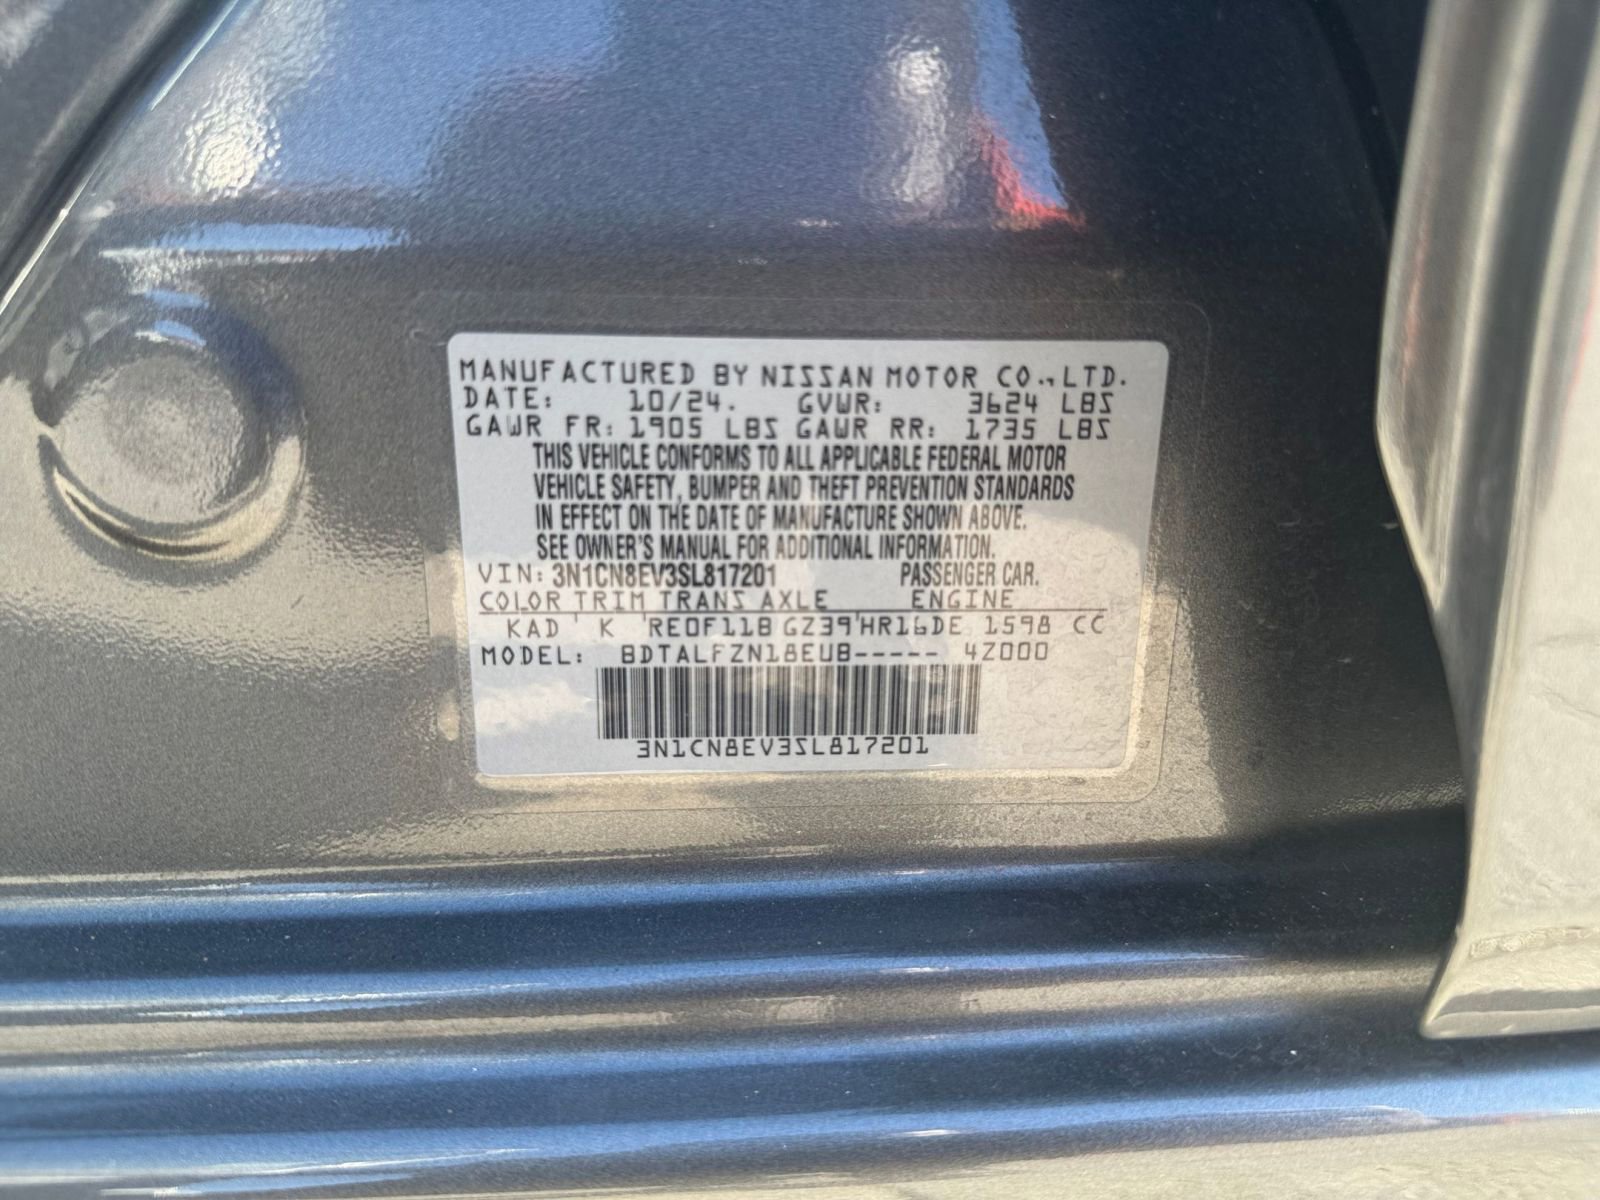 MANUFACTURED BY NISSAN MOTOR CO., LTD.
DATE: 10/24. GVWR: 3624 LBS
GAWR FR: 1905 LBS GAWR RR: 1735 LBS
THIS VEHICLE CONFORMS TO ALL APPLICABLE FEDERAL MOTOR
VEHICLE SAFETY, BUMPER AND THEFT PREVENTION STANDARDS
IN EFFECT ON THE DATE OF MANUFACTURE SHOWN ABOVE.
SEE OWNER'S MANUAL FOR ADDITIONAL INFORMATION.
VIN: 3N1CN8EV3SL817201 PASSENGER CAR.
COLOR TRIM TRANS AXLE ENGINE
KAD K RE0F11B GZ39 HR16DE 1598 CC
MODEL: BDTALFZN18EUB----- 4Z000
3N1CN8EV3SL817201